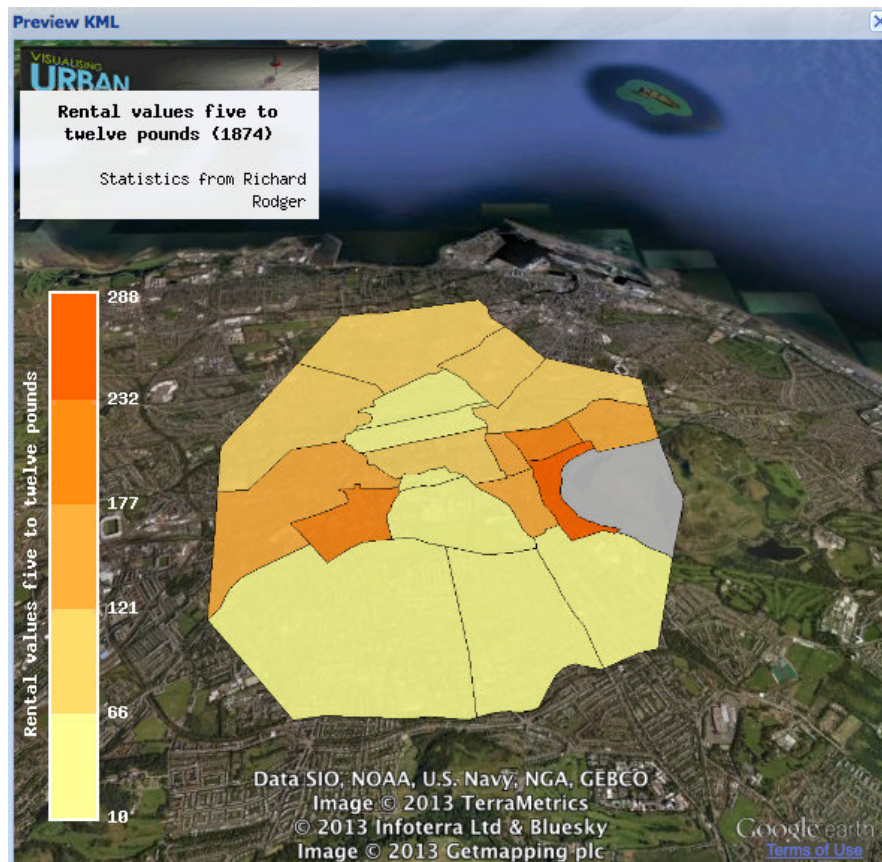 Preview KML
VISUALISING
URBAN
Rental values five to
twelve pounds (1874)
Statistics from Richard
Rodger
288
232
177
121
66
10
Rental values five to twelve pounds
Data SIO, NOAA, U.S. Navy, NGA, GEBCO
Image © 2013 TerraMetrics
© 2013 Infoterra Ltd & Bluesky
Image © 2013 Getmapping plc
Google earth
Terms of Use